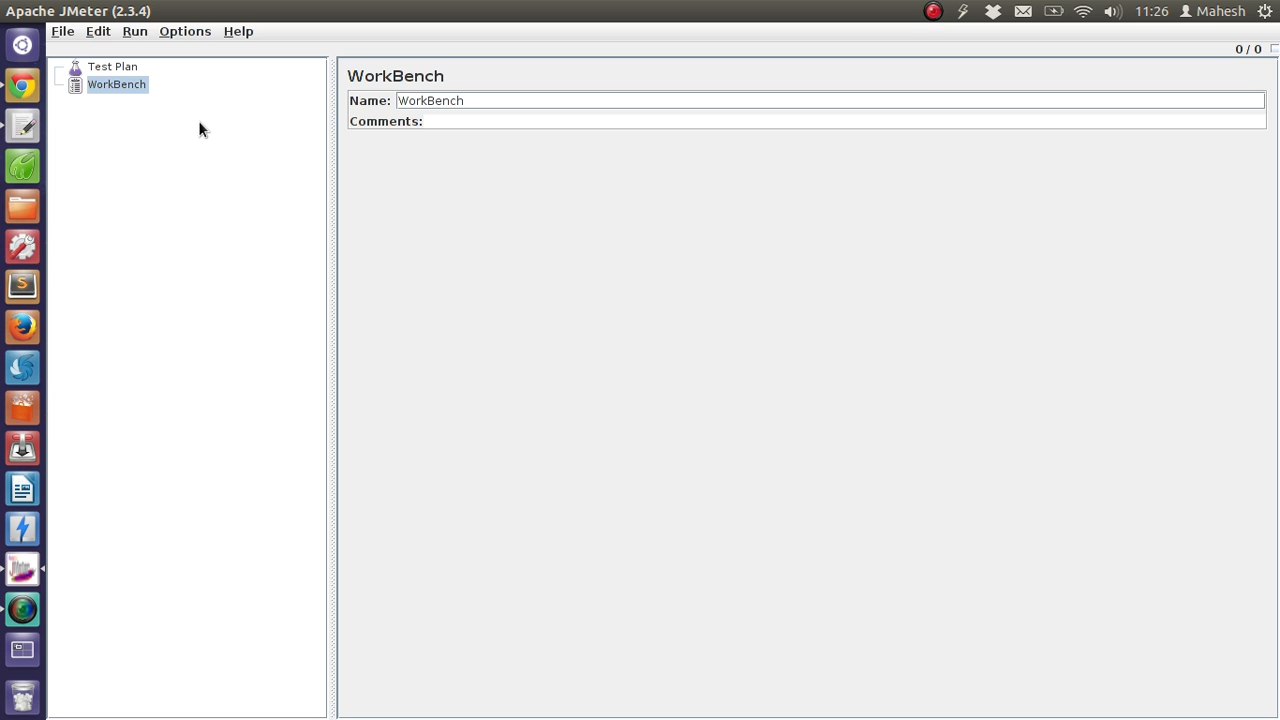 Apache JMeter (2.3.4)
11:26 Mahesh
File Edit Run Options Help
0 / 0
Test Plan
WorkBench
WorkBench
Name: WorkBench
Comments: